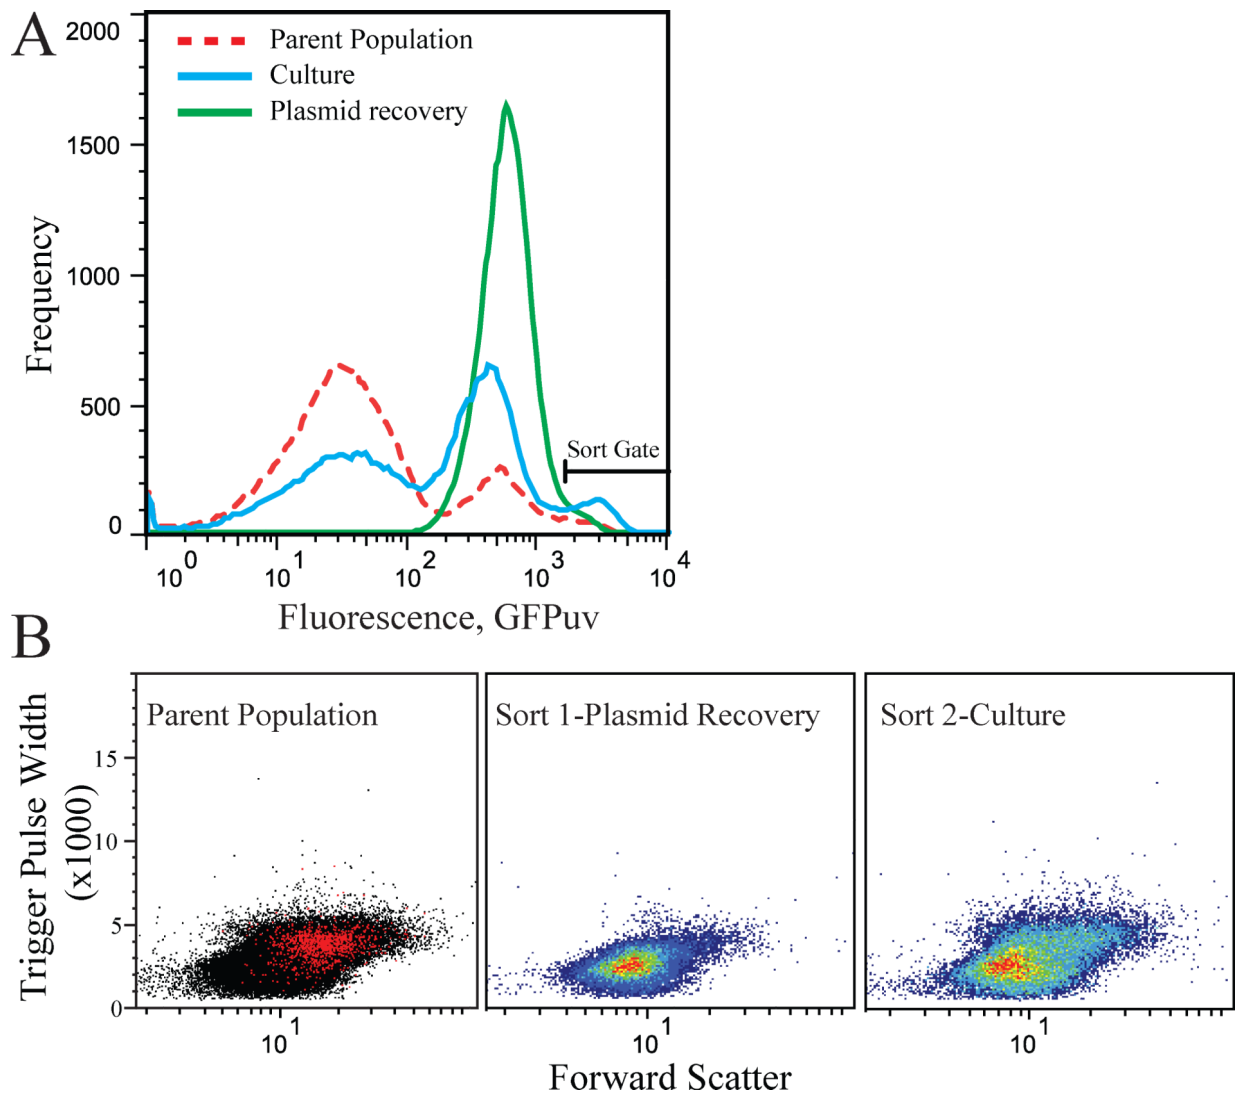 A
2000
1500
1000
500
0
Frequency
Parent Population
Culture
Plasmid recovery
Sort Gate
10^0 10^1 10^2 10^3 10^4
Fluorescence, GFPuv
B
Trigger Pulse Width
(x1000)
15
10
5
0
Parent Population
Sort 1-Plasmid Recovery
Sort 2-Culture
10^1 10^1 10^1
Forward Scatter